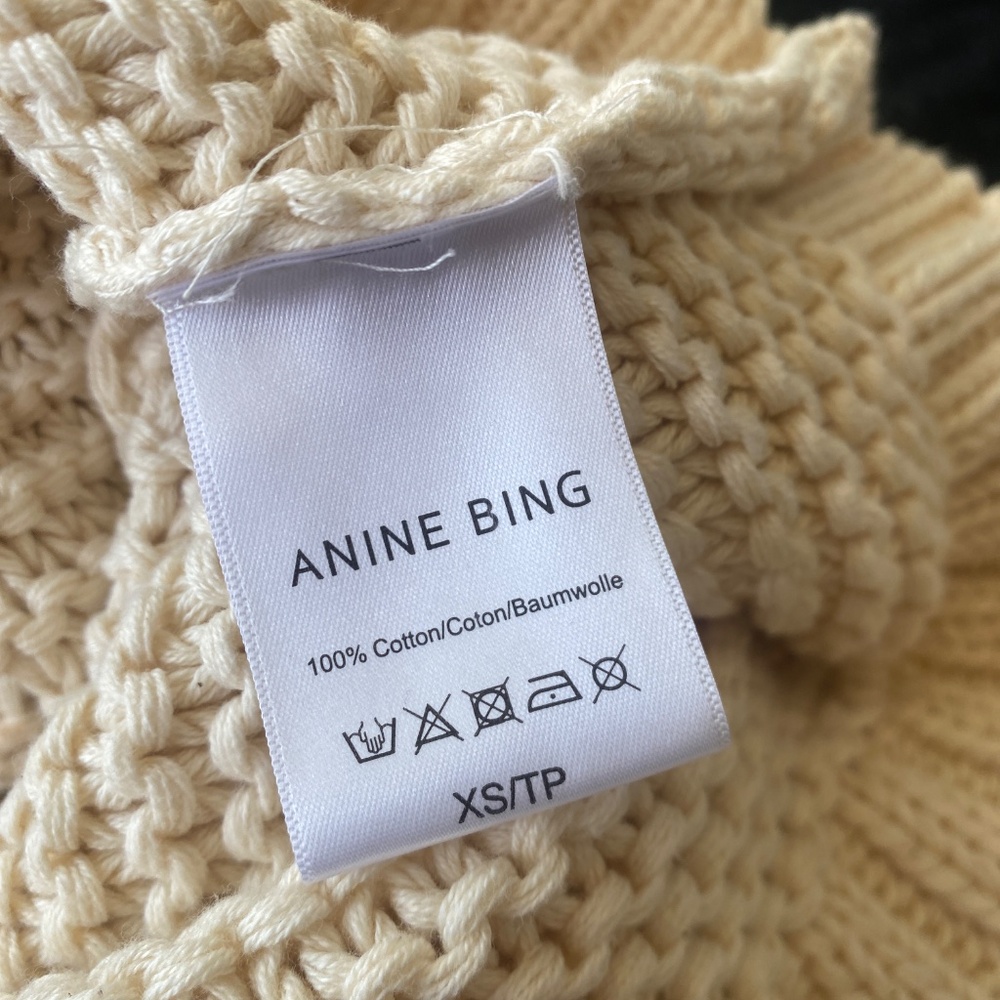 ANINE BING
100% Cotton/Coton/Baumwolle
XS/TP